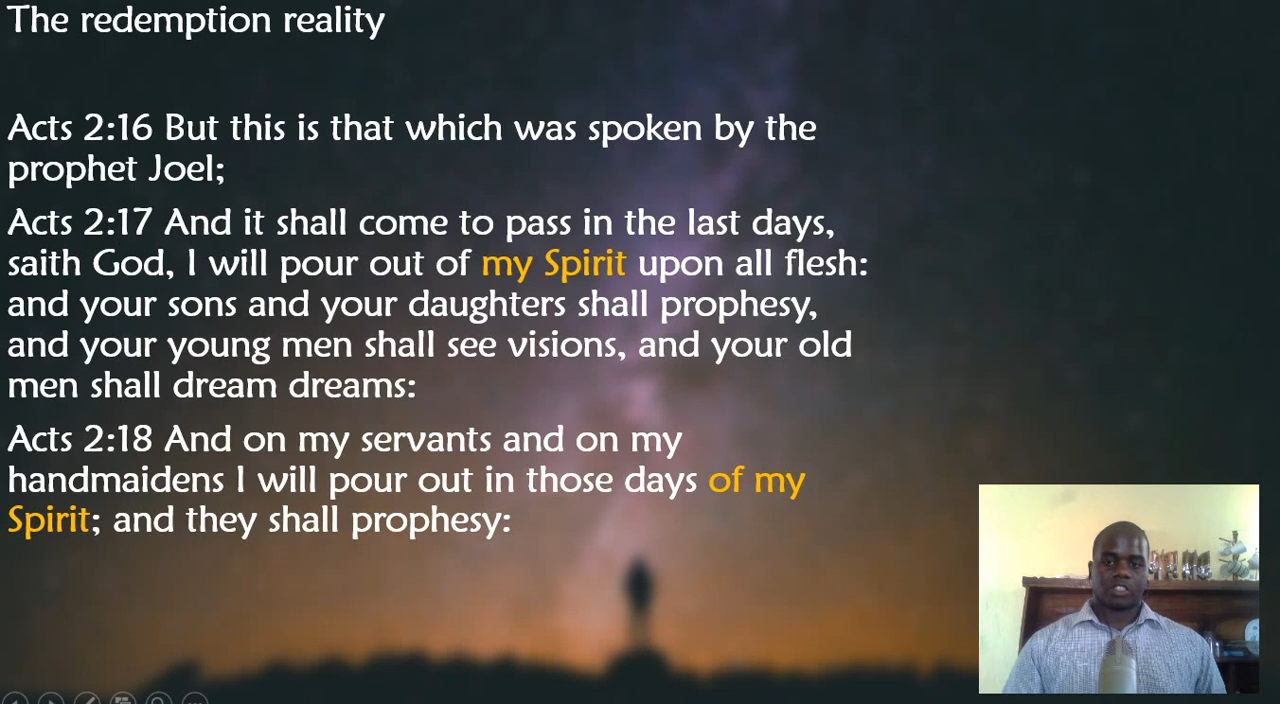 The redemption reality
Acts 2:16 But this is that which was spoken by the
prophet Joel;
Acts 2:17 And it shall come to pass in the last days,
saith God, I will pour out of my Spirit upon all flesh:
and your sons and your daughters shall prophesy,
and your young men shall see visions, and your old
men shall dream dreams:
Acts 2:18 And on my servants and on my
handmaidens I will pour out in those days of my
Spirit; and they shall prophesy: